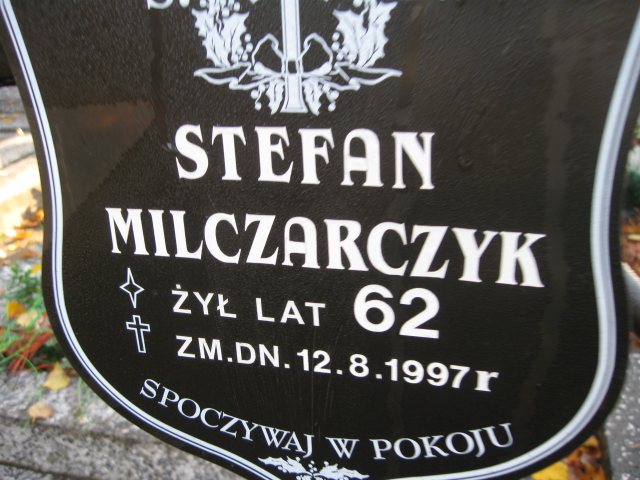 STEFAN
MILCZARCZYK
ŻYŁ LAT 62
ZM.DN.12.8.1997r
SPOCZYWAJ W POKOJU